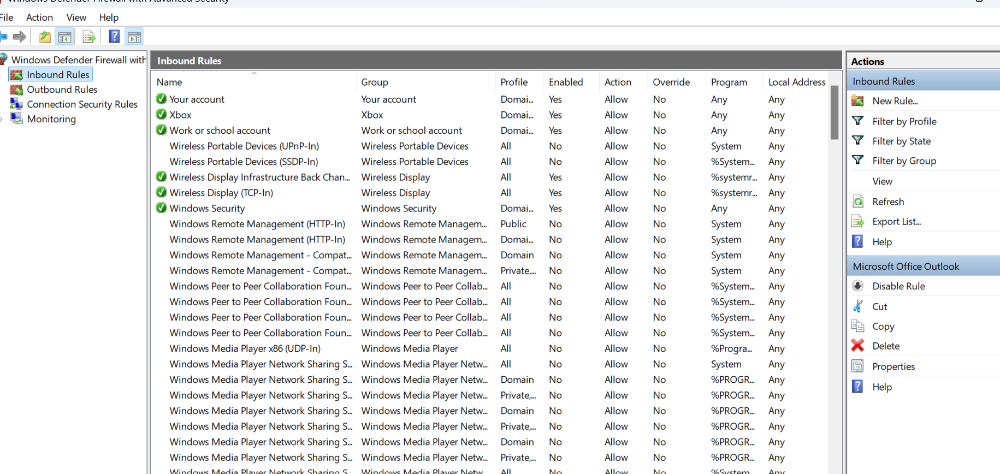 Windows Defender Firewall with Advanced Security
File Action View Help
Windows Defender Firewall with
Inbound Rules
Outbound Rules
Connection Security Rules
Monitoring
Inbound Rules
Name Group Profile Enabled Action Override Program Local Address
Your account Your account Domai... Yes Allow No Any Any
Xbox Xbox Domai... Yes Allow No Any Any
Work or school account Work or school account Domai... Yes Allow No Any Any
Wireless Portable Devices (UPnP-In) Wireless Portable Devices All No Allow No System Any
Wireless Portable Devices (SSDP-In) Wireless Portable Devices All No Allow No %System... Any
Wireless Display Infrastructure Back Chan... Wireless Display All Yes Allow No %systemr... Any
Wireless Display (TCP-In) Wireless Display All Yes Allow No %systemr... Any
Windows Security Windows Security Domai... Yes Allow No Any Any
Windows Remote Management (HTTP-In) Windows Remote Managem... Public No Allow No System Any
Windows Remote Management (HTTP-In) Windows Remote Managem... Domai... No Allow No System Any
Windows Remote Management - Compat... Windows Remote Managem... Domain No Allow No System Any
Windows Remote Management - Compat... Windows Remote Managem... Private,... No Allow No System Any
Windows Peer to Peer Collaboration Foun... Windows Peer to Peer Collab... All No Allow No %System... Any
Windows Peer to Peer Collaboration Foun... Windows Peer to Peer Collab... All No Allow No %System... Any
Windows Peer to Peer Collaboration Foun... Windows Peer to Peer Collab... All No Allow No %System... Any
Windows Peer to Peer Collaboration Foun... Windows Peer to Peer Collab... All No Allow No %System... Any
Windows Media Player x86 (UDP-In) Windows Media Player All No Allow No %Progra... Any
Windows Media Player Network Sharing S... Windows Media Player Netw... All No Allow No System Any
Windows Media Player Network Sharing S... Windows Media Player Netw... Domain No Allow No %PROGR... Any
Windows Media Player Network Sharing S... Windows Media Player Netw... Private,... No Allow No %PROGR... Any
Windows Media Player Network Sharing S... Windows Media Player Netw... Domain No Allow No %PROGR... Any
Windows Media Player Network Sharing S... Windows Media Player Netw... Private,... No Allow No %PROGR... Any
Windows Media Player Network Sharing S... Windows Media Player Netw... Domain No Allow No %PROGR... Any
Windows Media Player Network Sharing S... Windows Media Player Netw... Private,... No Allow No %PROGR... Any
Windows Media Player Network Sharing S... Windows Media Player Netw... All No Allow No %System... Any
Actions
Inbound Rules
New Rule...
Filter by Profile
Filter by State
Filter by Group
View
Refresh
Export List...
Help
Microsoft Office Outlook
Disable Rule
Cut
Copy
Delete
Properties
Help